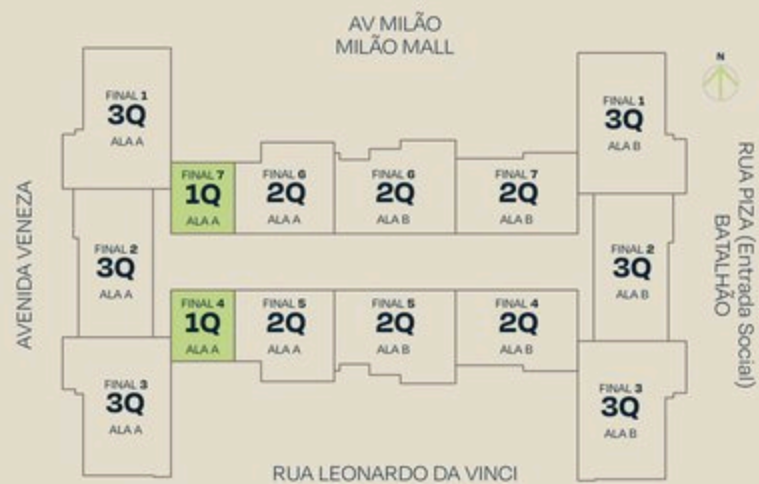 AV MILÃO
MILÃO MALL
N
FINAL 1
3Q
ALA A
FINAL 1
3Q
ALA B
FINAL 7
1Q
ALA A
FINAL 6
2Q
ALA A
FINAL 6
2Q
ALA B
FINAL 7
2Q
ALA B
AVENIDA VENEZA
FINAL 2
3Q
ALA A
FINAL 2
3Q
ALA B
RUA PIZA (Entrada Social)
BATALHÃO
FINAL 4
1Q
ALA A
FINAL 5
2Q
ALA A
FINAL 5
2Q
ALA B
FINAL 4
2Q
ALA B
FINAL 3
3Q
ALA A
FINAL 3
3Q
ALA B
RUA LEONARDO DA VINCI